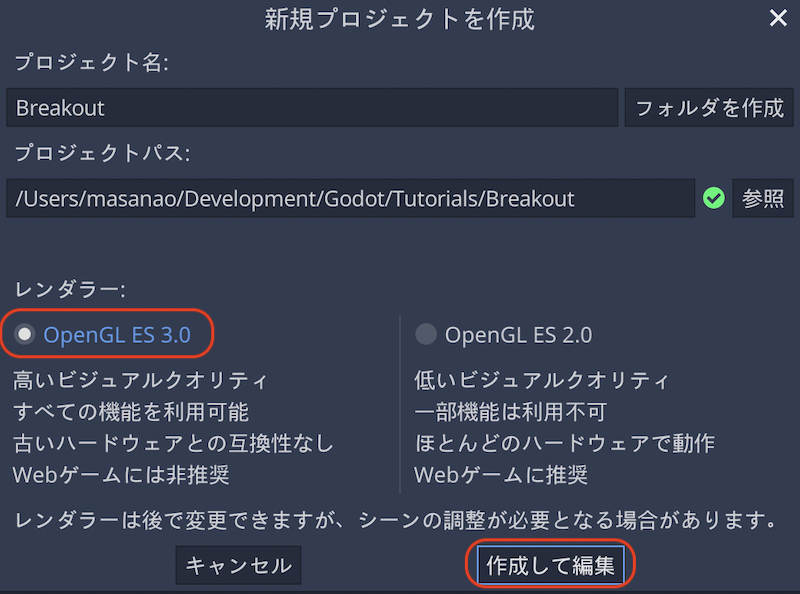 新規プロジェクトを作成
プロジェクト名:
Breakout
フォルダを作成
プロジェクトパス:
/Users/masanao/Development/Godot/Tutorials/Breakout
参照
レンダラー:
OpenGL ES 3.0
高いビジュアルクオリティ
すべての機能を利用可能
古いハードウェアとの互換性なし
Webゲームには非推奨
OpenGL ES 2.0
低いビジュアルクオリティ
一部機能は利用不可
ほとんどのハードウェアで動作
Webゲームに推奨
レンダラーは後で変更できますが、シーンの調整が必要となる場合があります。
キャンセル
作成して編集